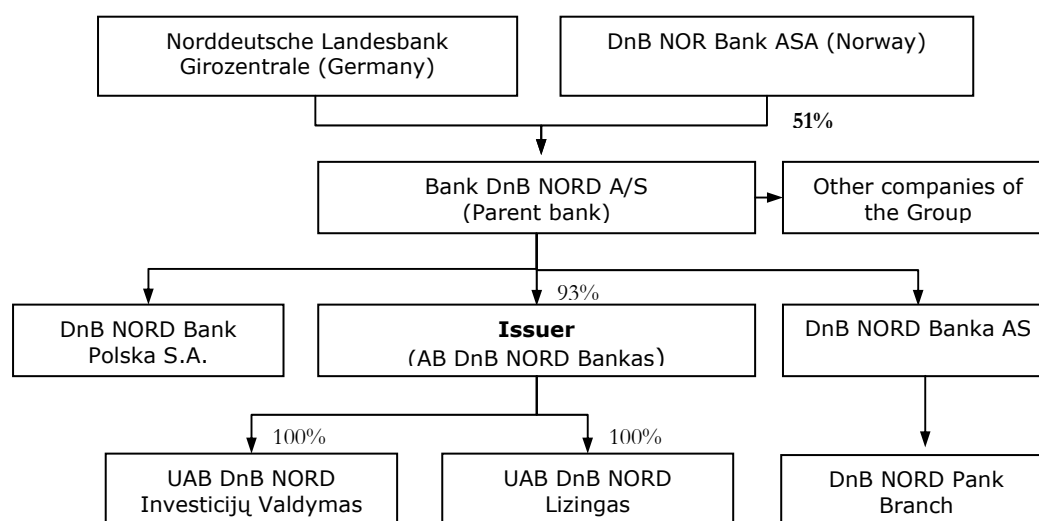 Norddeutsche Landesbank
Girozentrale (Germany)
DnB NOR Bank ASA (Norway)
51%
Bank DnB NORD A/S
(Parent bank)
Other companies of
the Group
93%
DnB NORD Bank
Polska S.A.
Issuer
(AB DnB NORD Bankas)
DnB NORD Banka AS
100%
100%
UAB DnB NORD
Investicijų Valdymas
UAB DnB NORD
Lizingas
DnB NORD Pank
Branch